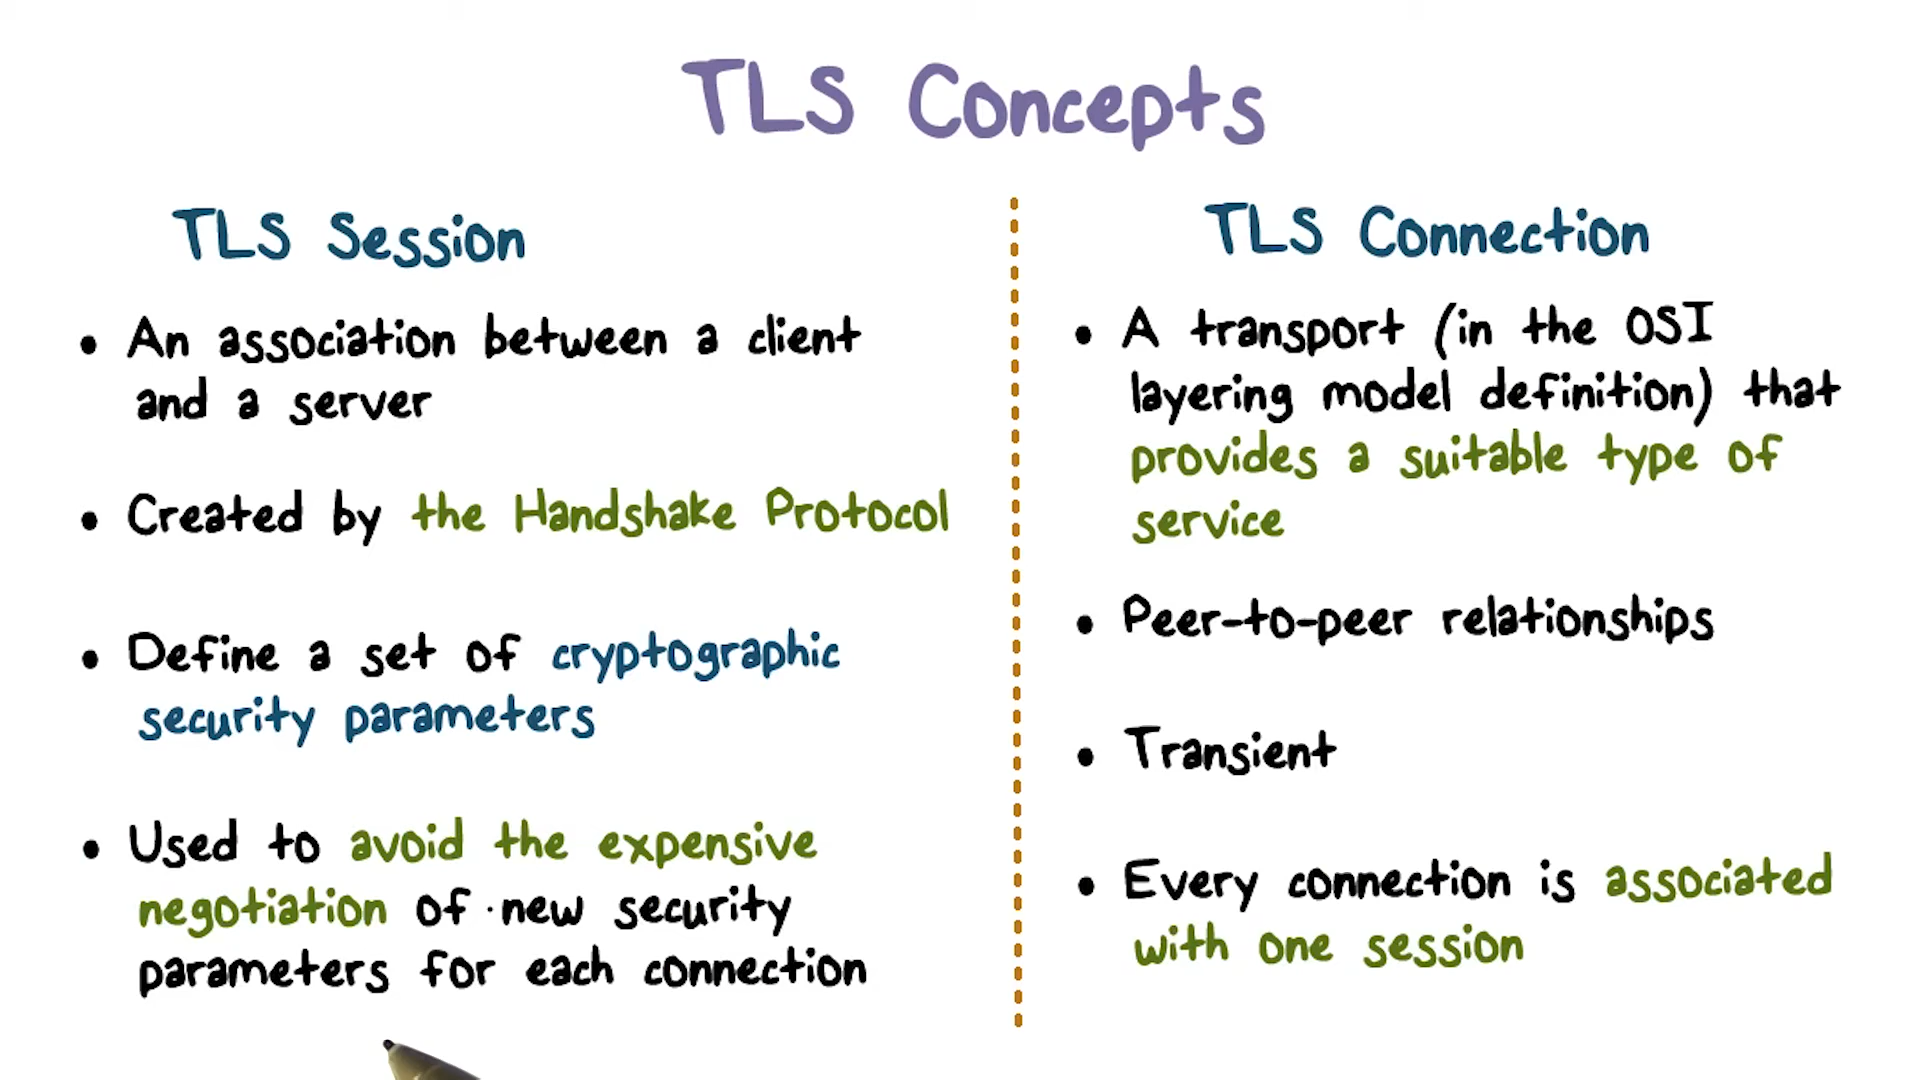 TLS Concepts
TLS Session
• An association between a client
and a server
• Created by the Handshake Protocol
• Define a set of cryptographic
security parameters
• Used to avoid the expensive
negotiation of new security
parameters for each connection
TLS Connection
• A transport (in the OSI
layering model definition) that
provides a suitable type of
service
• Peer-to-peer relationships
• Transient
• Every connection is associated
with one session